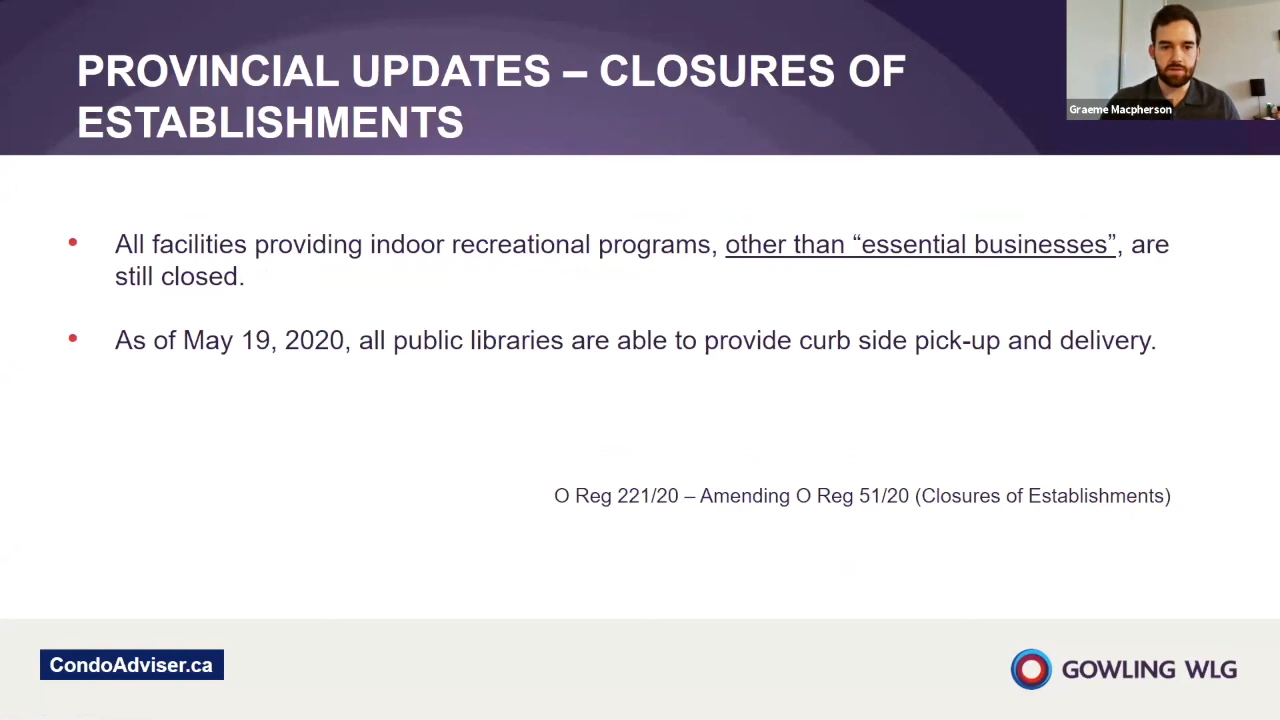 PROVINCIAL UPDATES – CLOSURES OF
ESTABLISHMENTS
Graeme Macpherson
• All facilities providing indoor recreational programs, other than “essential businesses”, are
still closed.
• As of May 19, 2020, all public libraries are able to provide curb side pick-up and delivery.
O Reg 221/20 – Amending O Reg 51/20 (Closures of Establishments)
CondoAdviser.ca
GOWLING WLG